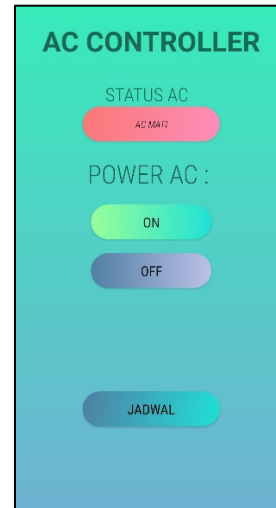 AC CONTROLLER
STATUS AC
AC MATI
POWER AC :
ON
OFF
JADWAL